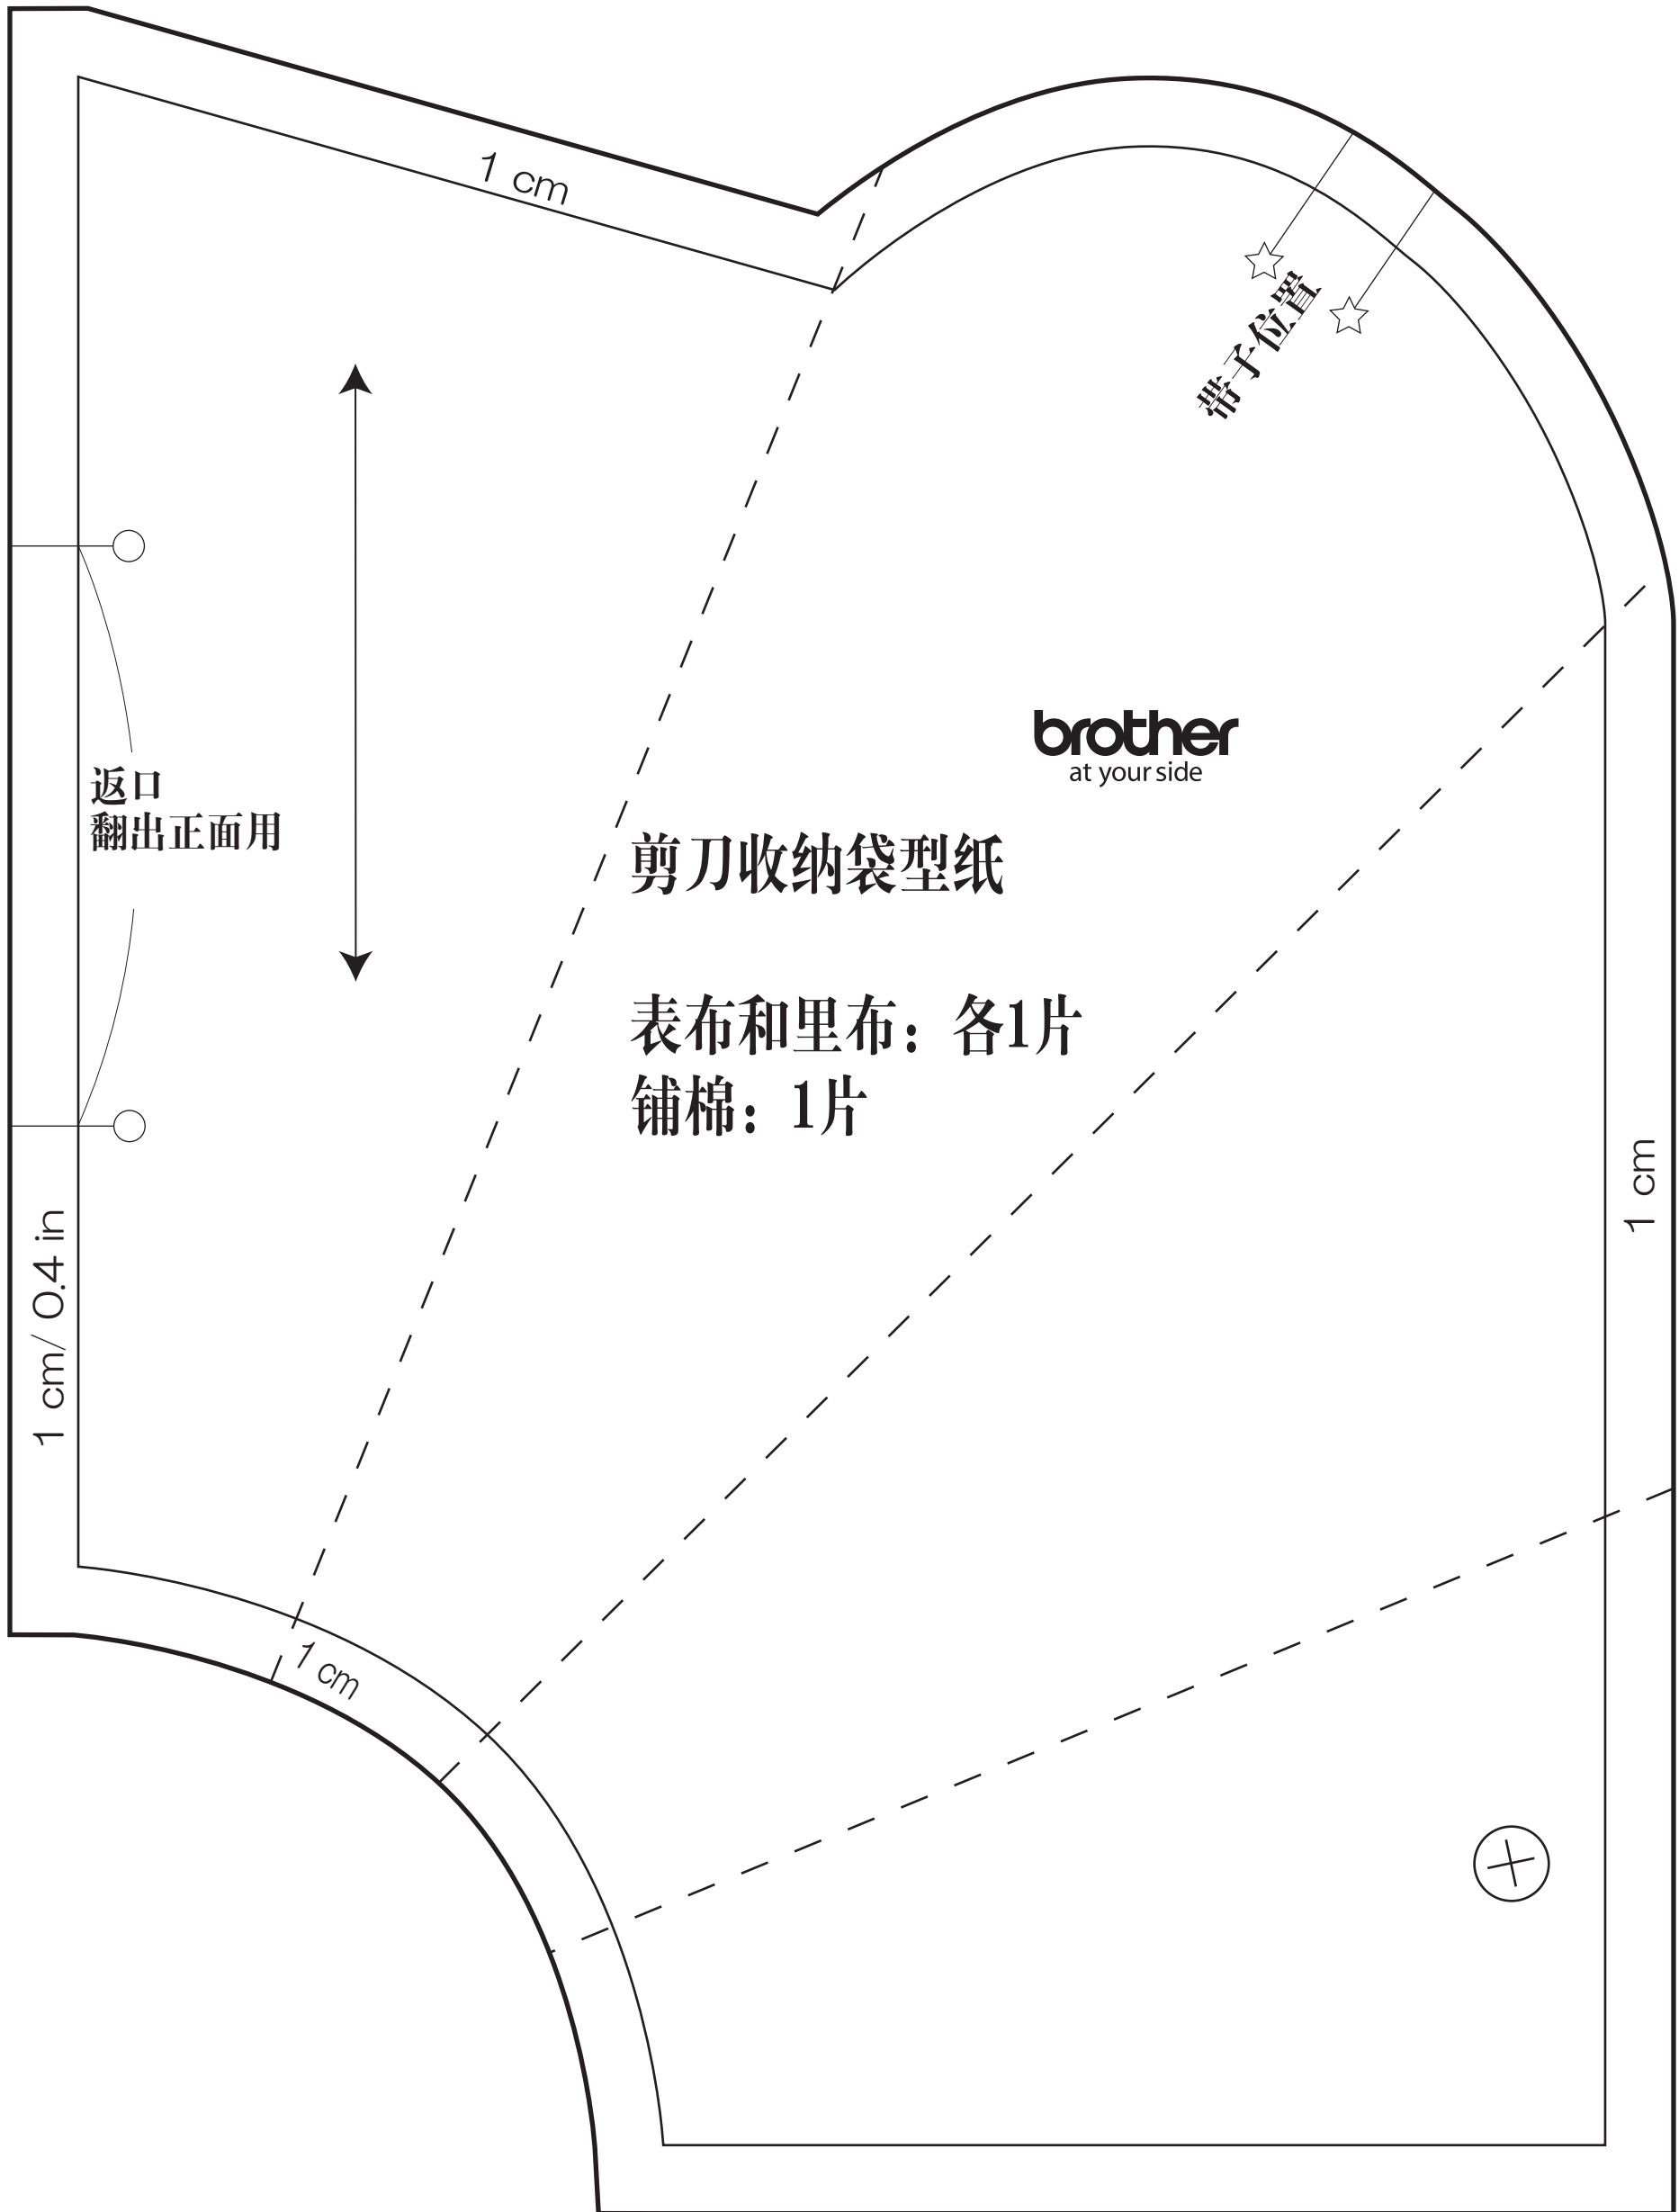 1 cm
带子位置
brother
at your side
返口
翻出正面用
剪刀收纳袋型纸
表布和里布：各1片
铺棉：1片
1 cm
1 cm/ 0.4 in
1 cm